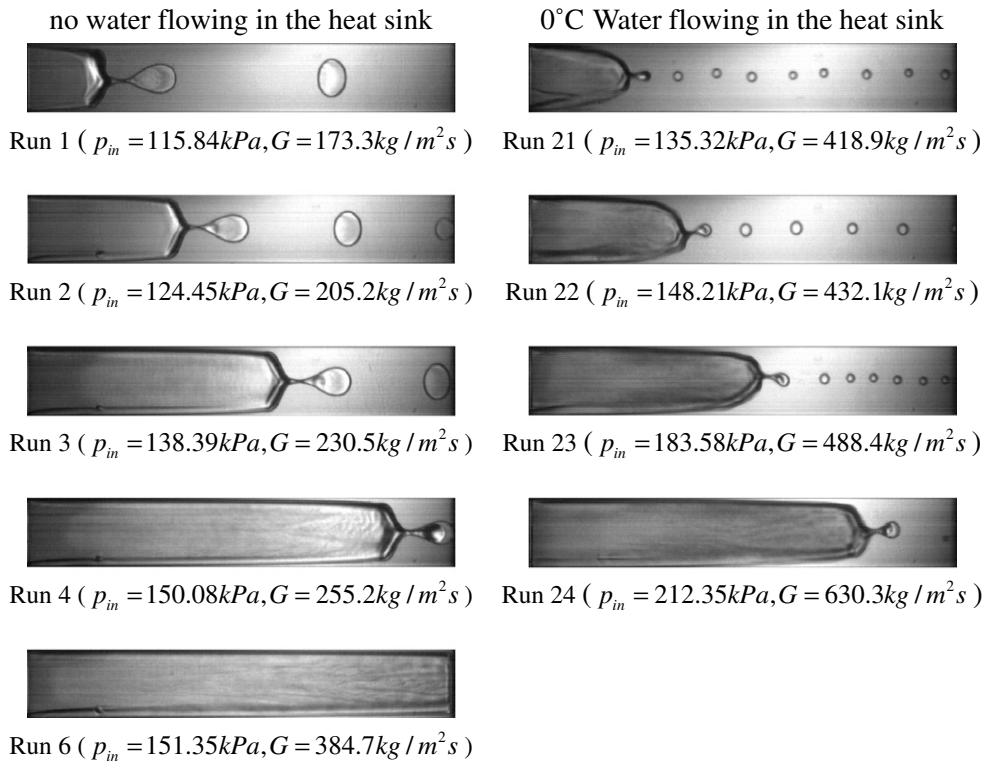 no water flowing in the heat sink
Run 1 ( p_in = 115.84kPa, G = 173.3kg / m²s )
Run 2 ( p_in = 124.45kPa, G = 205.2kg / m²s )
Run 3 ( p_in = 138.39kPa, G = 230.5kg / m²s )
Run 4 ( p_in = 150.08kPa, G = 255.2kg / m²s )
Run 6 ( p_in = 151.35kPa, G = 384.7kg / m²s )
0˚C Water flowing in the heat sink
Run 21 ( p_in = 135.32kPa, G = 418.9kg / m²s )
Run 22 ( p_in = 148.21kPa, G = 432.1kg / m²s )
Run 23 ( p_in = 183.58kPa, G = 488.4kg / m²s )
Run 24 ( p_in = 212.35kPa, G = 630.3kg / m²s )